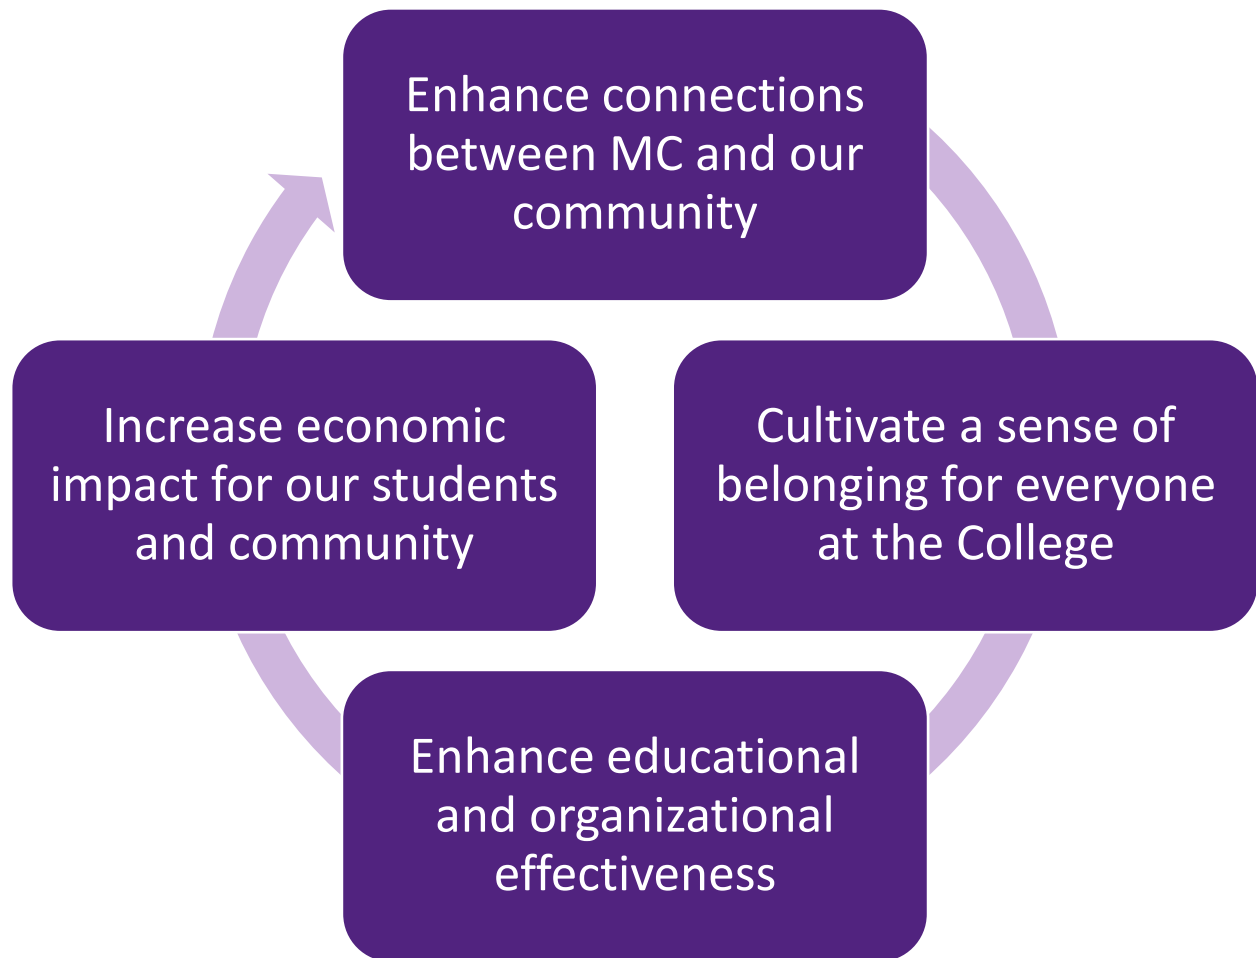 Enhance connections
between MC and our
community
Cultivate a sense of
belonging for everyone
at the College
Enhance educational
and organizational
effectiveness
Increase economic
impact for our students
and community